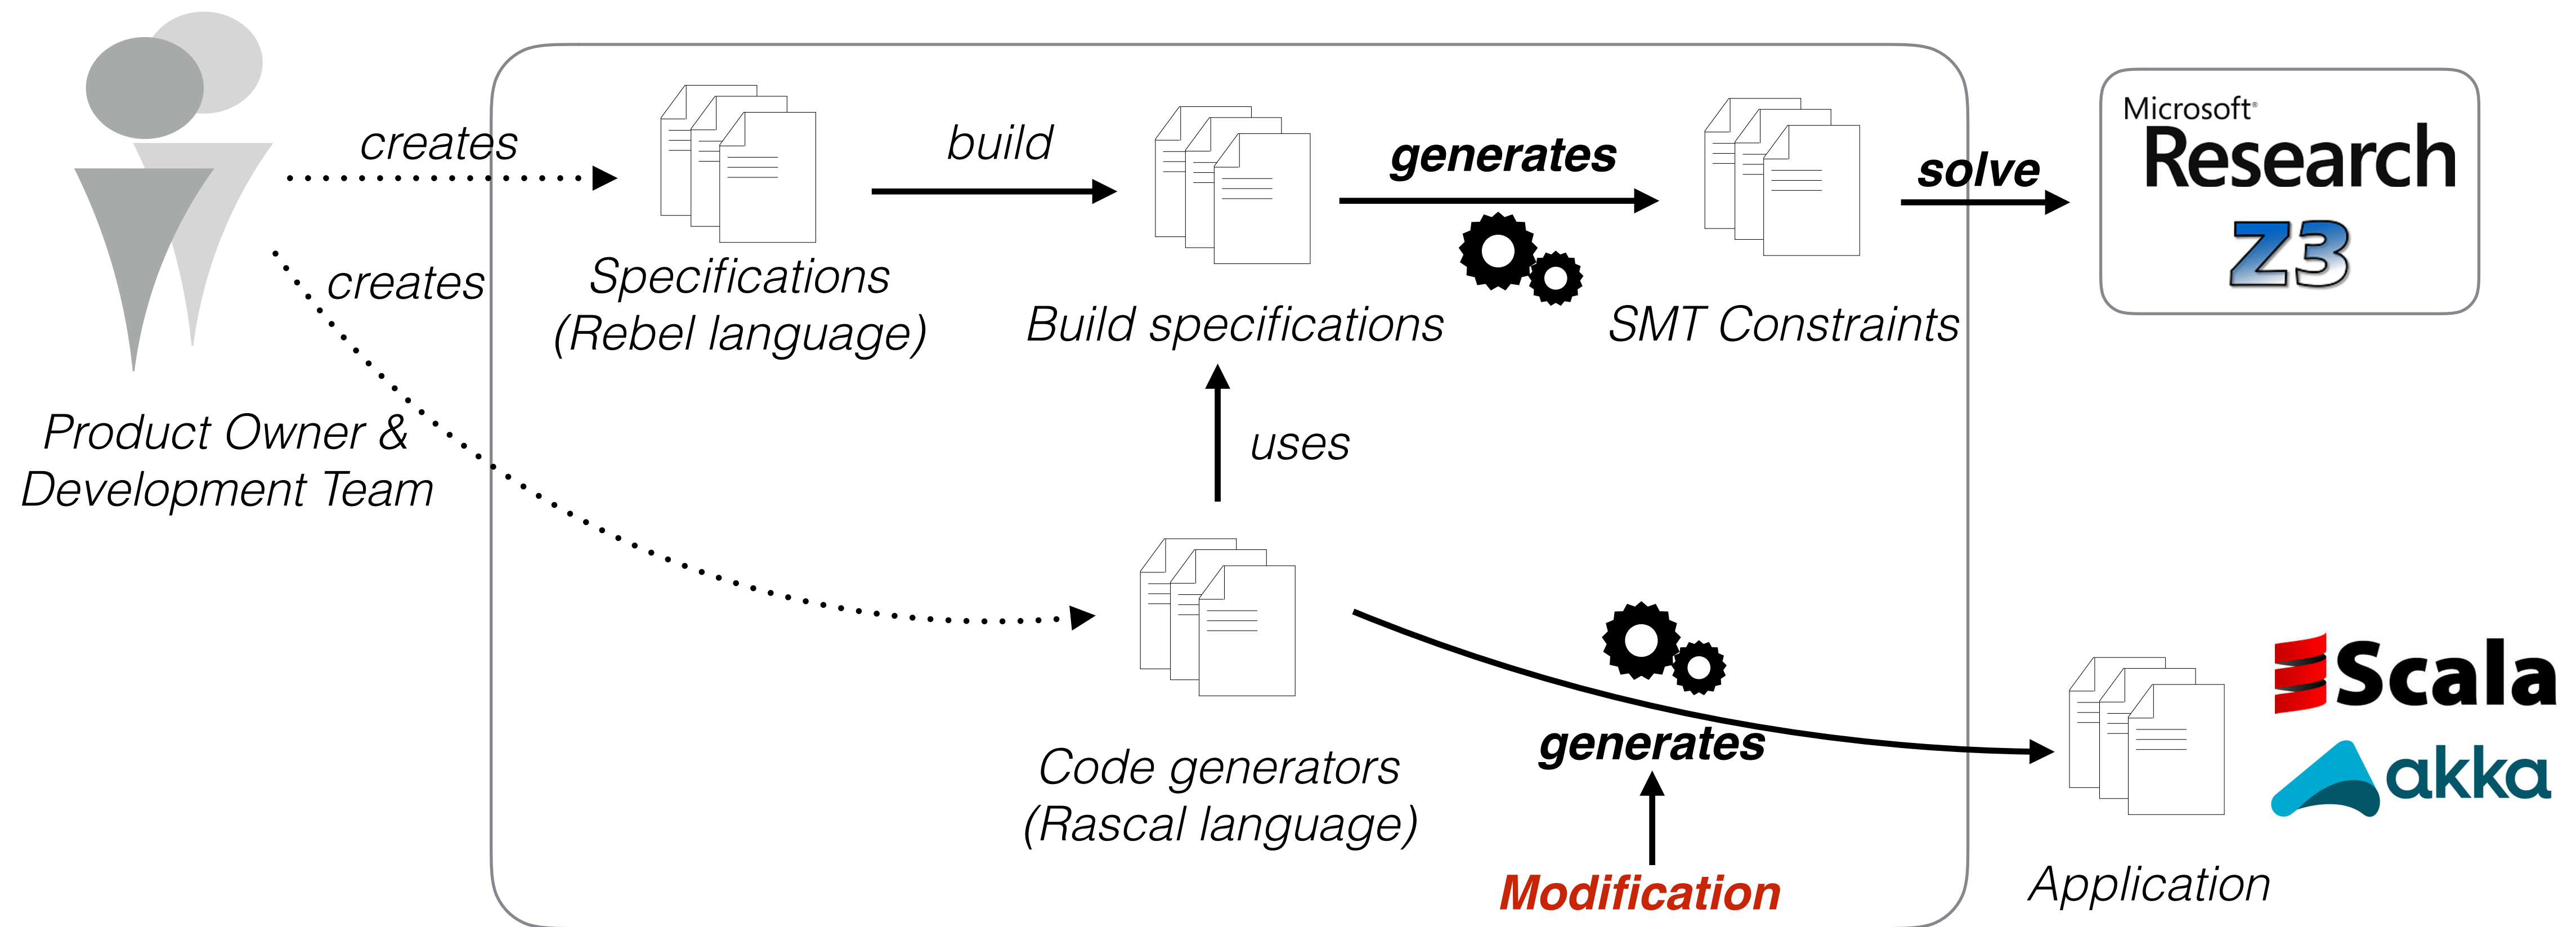 creates
build
generates
solve
Microsoft®
Research
Z3
creates
Specifications
(Rebel language)
Build specifications
SMT Constraints
Product Owner &
Development Team
uses
Code generators
(Rascal language)
generates
Modification
Scala
akka
Application